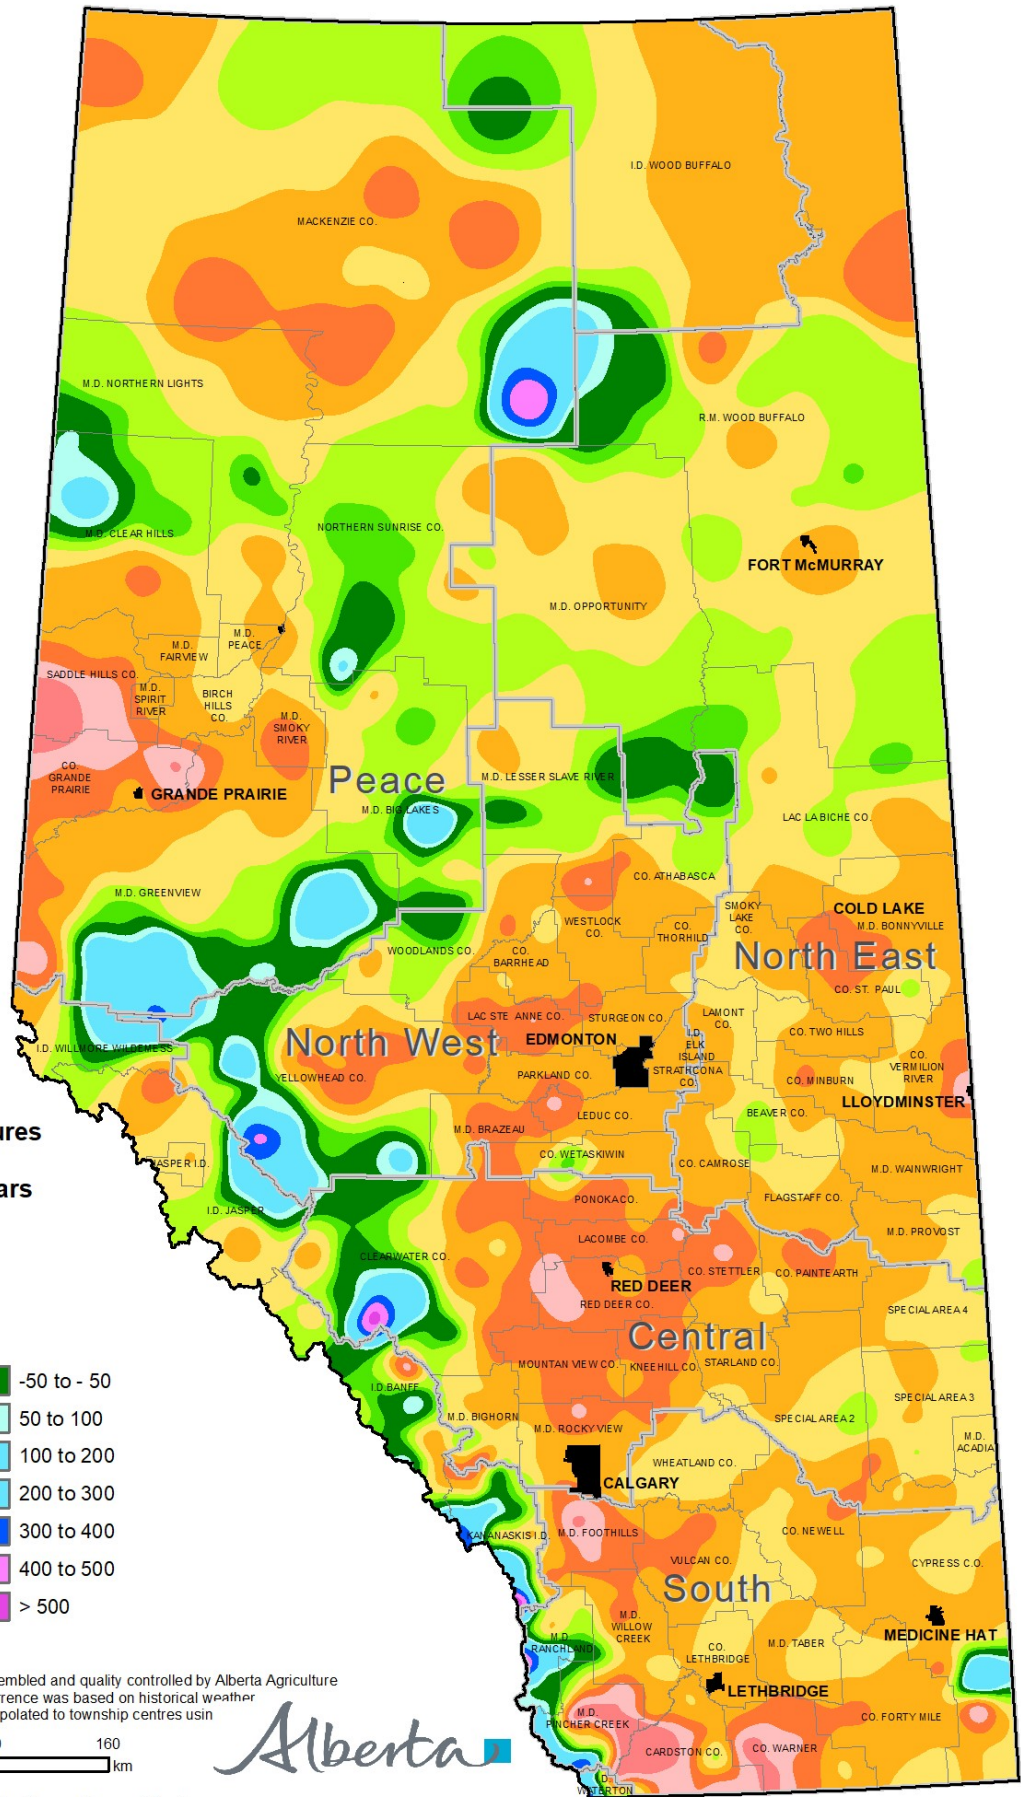 I.D. WOOD BUFFALO
MACKENZIE CO.
M.D. NORTHERN LIGHTS
R.M. WOOD BUFFALO
NORTHERN SUNRISE CO.
M.D. CLEAR HILLS
FORT McMURRAY
M.D. OPPORTUNITY
M.D.
PEACE
M.D.
FAIRVIEW
SADDLE HILLS CO.
M.D.
SPIRIT
RIVER
BIRCH
HILLS
CO.
M.D.
SMOKY
RIVER
CO.
GRANDE
PRAIRIE
GRANDE PRAIRIE
Peace
M.D. LESSER SLAVE RIVER
M.D. BIG LAKES
LAC LA BICHE CO.
CO. ATHABASCA
M.D. GREENVIEW
WESTLOCK
CO.
CO.
THORHILD
SMOKY
LAKE
CO.
COLD LAKE
M.D. BONNYVILLE
WOODLANDS CO.
CO.
BARRHEAD
North East
CO. ST. PAUL
LAC STE ANNE CO.
STURGEON CO.
LAMONT
CO.
CO. TWO HILLS
North West
EDMONTON
I.D.
ELK
ISLAND
I.D. WILLMORE WILDERNESS
YELLOWHEAD CO.
PARKLAND CO.
STRATHCONA
CO.
CO. MINBURN
CO.
VERMILION
RIVER
LLOYDMINSTER
LEDUC CO.
BEAVER CO.
M.D. BRAZEAU
ures
JASPER I.D.
CO. WETASKIWIN
CO. CAMROSE
M.D. WAINWRIGHT
ars
I.D. JASPER
PONOKA CO.
FLAGSTAFF CO.
M.D. PROVOST
LACOMBE CO.
CLEARWATER CO.
CO. STETTLER
CO. PAINTEARTH
RED DEER
RED DEER CO.
SPECIAL AREA 4
Central
MOUNTAIN VIEW CO.
KNEEHILL CO.
STARLAND CO.
I.D. BANFF
SPECIAL AREA 3
M.D. BIGHORN
SPECIAL AREA 2
M.D. ROCKY VIEW
M.D.
ACADIA
WHEATLAND CO.
CALGARY
KANANASKIS I.D.
M.D. FOOTHILLS
CO. NEWELL
VULCAN CO.
CYPRESS C.O.
South
M.D.
WILLOW
CREEK
MEDICINE HAT
M.D.
RANCHLAND
CO.
LETHBRIDGE
M.D. TABER
LETHBRIDGE
M.D.
PINCHER CREEK
CO. FORTY MILE
CARDSTON CO.
CO. WARNER
I.D.
WATERTON
-50 to - 50
50 to 100
100 to 200
200 to 300
300 to 400
400 to 500
> 500
embled and quality controlled by Alberta Agriculture
rrence was based on historical weather
polated to township centres usin
160
km
Alberta